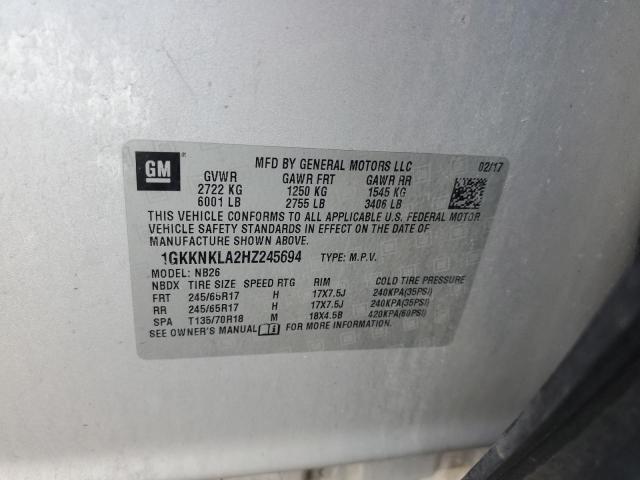 GM MFD BY GENERAL MOTORS LLC 02/17
GVWR GAWR FRT GAWR RR
2722 KG 1250 KG 1545 KG
6001 LB 2755 LB 3406 LB
THIS VEHICLE CONFORMS TO ALL APPLICABLE U.S. FEDERAL MOTOR
VEHICLE SAFETY, BUMPER, AND THEFT PREVENTION STANDARDS IN EFFECT ON THE DATE OF
MANUFACTURE SHOWN ABOVE.
1GKKNKLA2HZ245694 TYPE: M.P.V.
MODEL: NB26
NBDX TIRE SIZE SPEED RTG RIM COLD TIRE PRESSURE
FRT 245/65R17 H 17X7.5J 240KPA(35PSI)
RR 245/65R17 H 17X7.5J 240KPA(35PSI)
SPA T135/70R18 M 18X4.5B 420KPA(60PSI)
SEE OWNER'S MANUAL FOR MORE INFORMATION